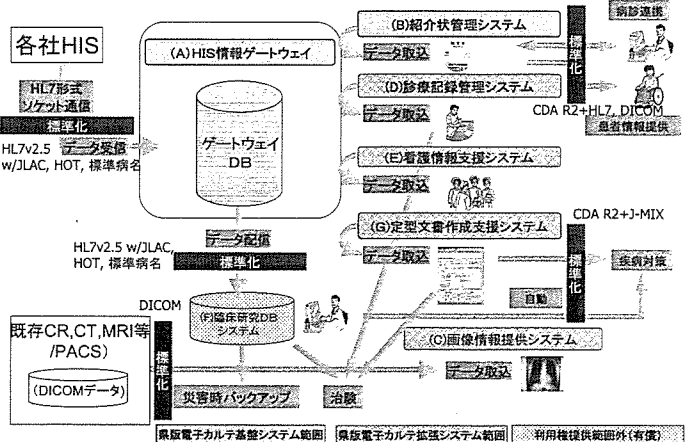 各社HIS
HL7形式
ソケット通信
標準化
HL7v2.5 データ受信
w/JLAC, HOT, 標準病名
(A)HIS情報ゲートウェイ
ゲートウェイ
DB
データ配信
HL7v2.5 w/JLAC,
HOT, 標準病名
標準化
(B)紹介状管理システム
データ取込
(D)診療記録管理システム
データ取込
(E)看護情報支援システム
データ取込
(G)定型文書作成支援システム
データ取込
標準化
病診連携
CDA R2+HL7, DICOM
患者情報提供
CDA R2+J-MIX
標準化
疾病対策
自動
DICOM
(F)臨床研究DB
システム
(C)画像情報提供システム
データ取込
既存CR,CT,MRI等
/PACS)
(DICOMデータ)
標準化
災害時バックアップ
治験
県版電子カルテ基盤システム範囲
県版電子カルテ拡張システム範囲
利用権提供範囲外(有償)